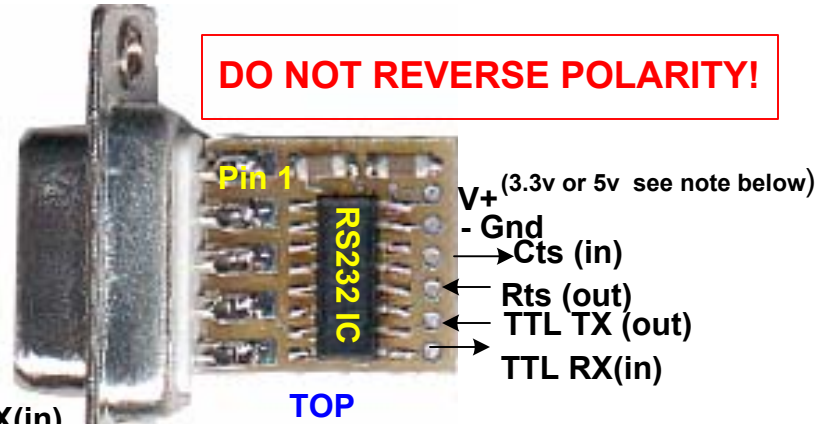 DO NOT REVERSE POLARITY!
Pin 1
V+ (3.3v or 5v see note below)
- Gnd
RS232 IC
Cts (in)
Rts (out)
TTL TX (out)
TTL RX(in)
TOP
X(in)